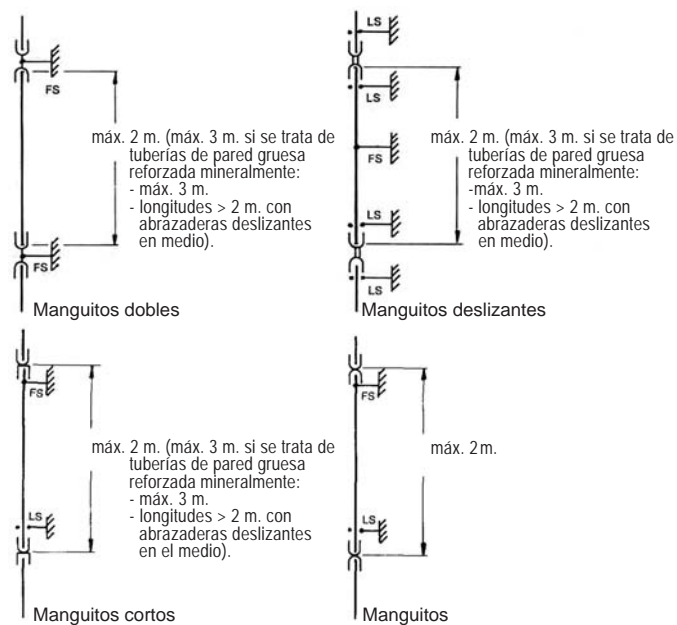 FS
máx. 2 m. (máx. 3 m. si se trata de
tuberías de pared gruesa
reforzada mineralmente:
- máx. 3 m.
- longitudes > 2 m. con
abrazaderas deslizantes
en medio).
FS
Manguitos dobles
LS
LS
máx. 2 m. (máx. 3 m. si se trata de
tuberías de pared gruesa
reforzada mineralmente:
-máx. 3 m.
- longitudes > 2 m. con
abrazaderas deslizantes
en medio).
FS
LS
LS
Manguitos deslizantes
FS
máx. 2 m. (máx. 3 m. si se trata de
tuberías de pared gruesa
reforzada mineralmente:
- máx. 3 m.
- longitudes > 2 m. con
abrazaderas deslizantes
en el medio).
LS
Manguitos cortos
FS
máx. 2 m.
LS
Manguitos